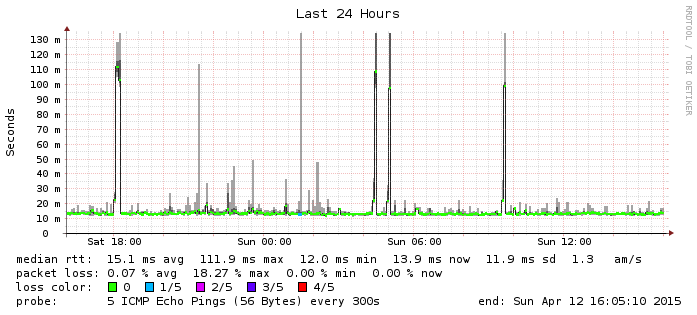 Last 24 Hours
RRDTOOL / TOBI OETIKER
Seconds
130 m
120 m
110 m
100 m
90 m
80 m
70 m
60 m
50 m
40 m
30 m
20 m
10 m
0
Sat 18:00 Sun 00:00 Sun 06:00 Sun 12:00
median rtt: 15.1 ms avg 111.9 ms max 12.0 ms min 13.9 ms now 11.9 ms sd 1.3 am/s
packet loss: 0.07 % avg 18.27 % max 0.00 % min 0.00 % now
loss color: 0 1/5 2/5 3/5 4/5
probe: 5 ICMP Echo Pings (56 Bytes) every 300s end: Sun Apr 12 16:05:10 2015